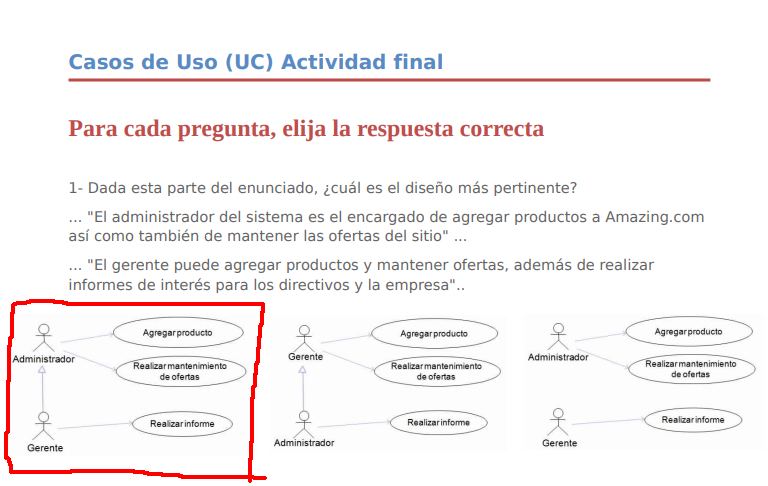 Casos de Uso (UC) Actividad final
Para cada pregunta, elija la respuesta correcta
1- Dada esta parte del enunciado, ¿cuál es el diseño más pertinente?
... "El administrador del sistema es el encargado de agregar productos a Amazing.com
así como también de mantener las ofertas del sitio" ...
... "El gerente puede agregar productos y mantener ofertas, además de realizar
informes de interés para los directivos y la empresa"..
Agregar producto
Administrador
Realizar mantenimiento
de ofertas
Realizar informe
Gerente
Agregar producto
Gerente
Realizar mantenimiento
de ofertas
Realizar informe
Administrador
Agregar producto
Administrador
Realizar mantenimiento
de ofertas
Realizar informe
Gerente